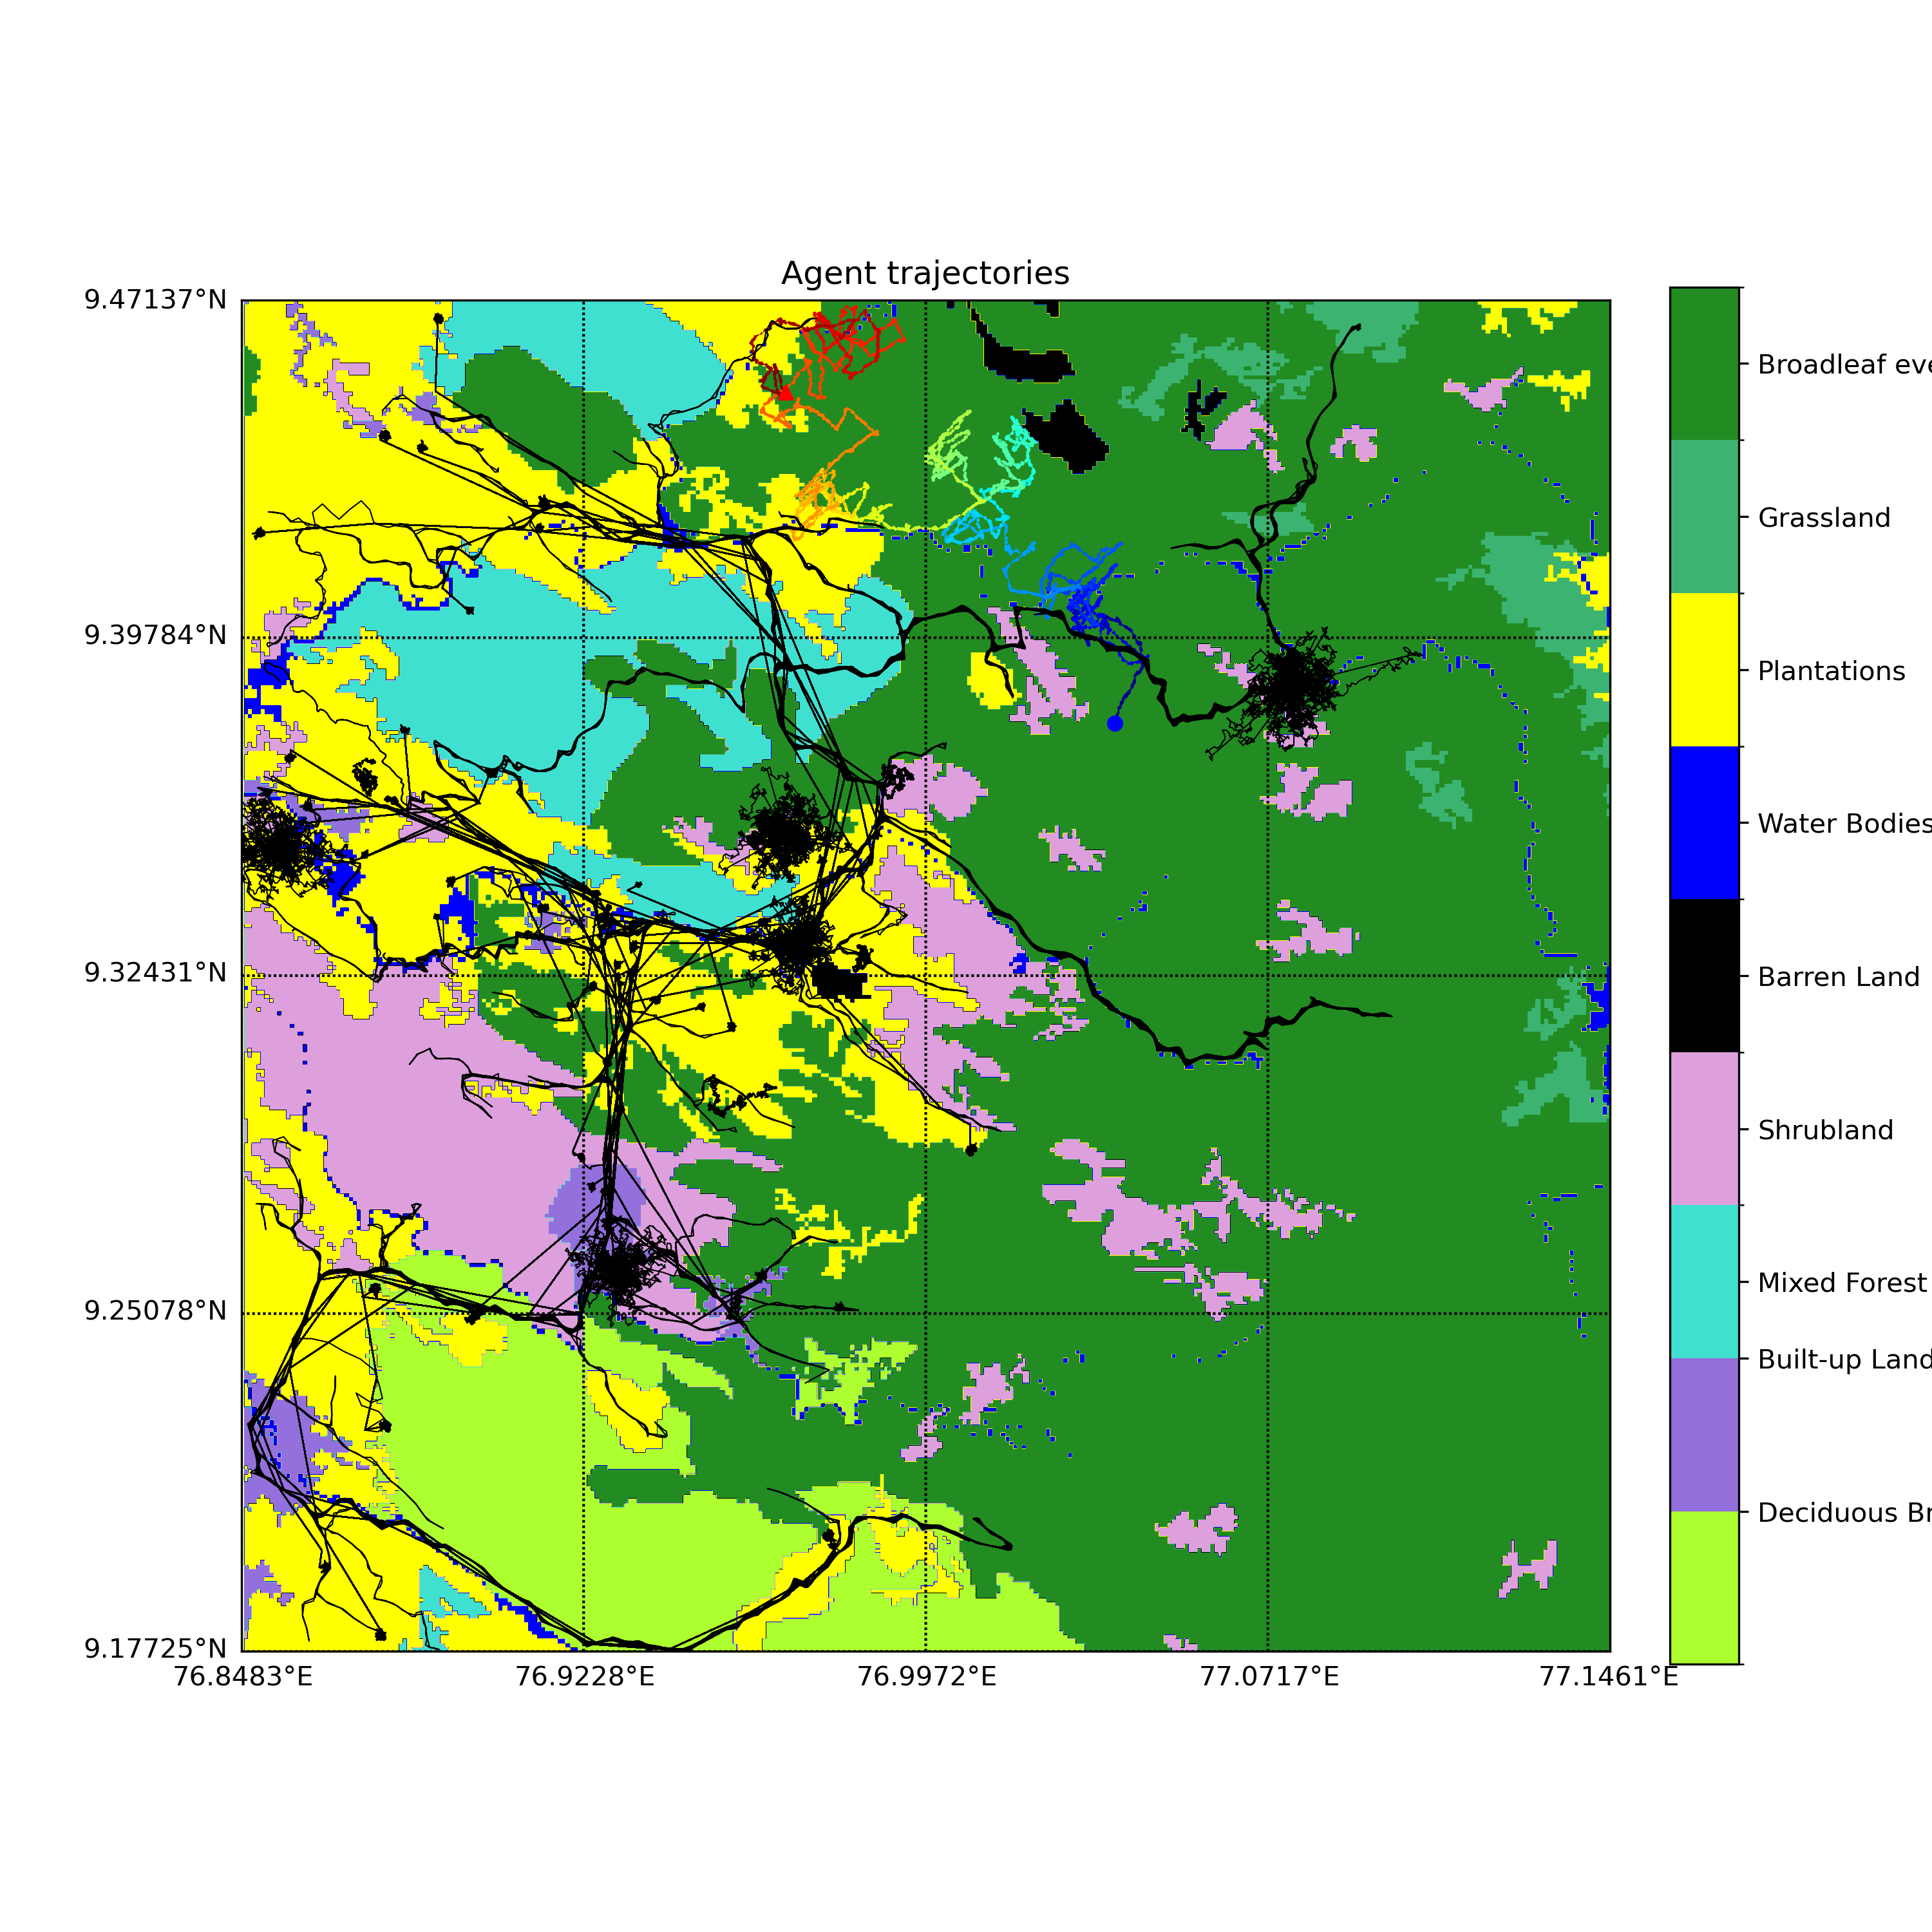 Agent trajectories
9.47137°N
9.39784°N
9.32431°N
9.25078°N
9.17725°N
76.8483°E
76.9228°E
76.9972°E
77.0717°E
77.1461°E
Broadleaf eve
Grassland
Plantations
Water Bodies
Barren Land
Shrubland
Mixed Forest
Built-up Land
Deciduous Br